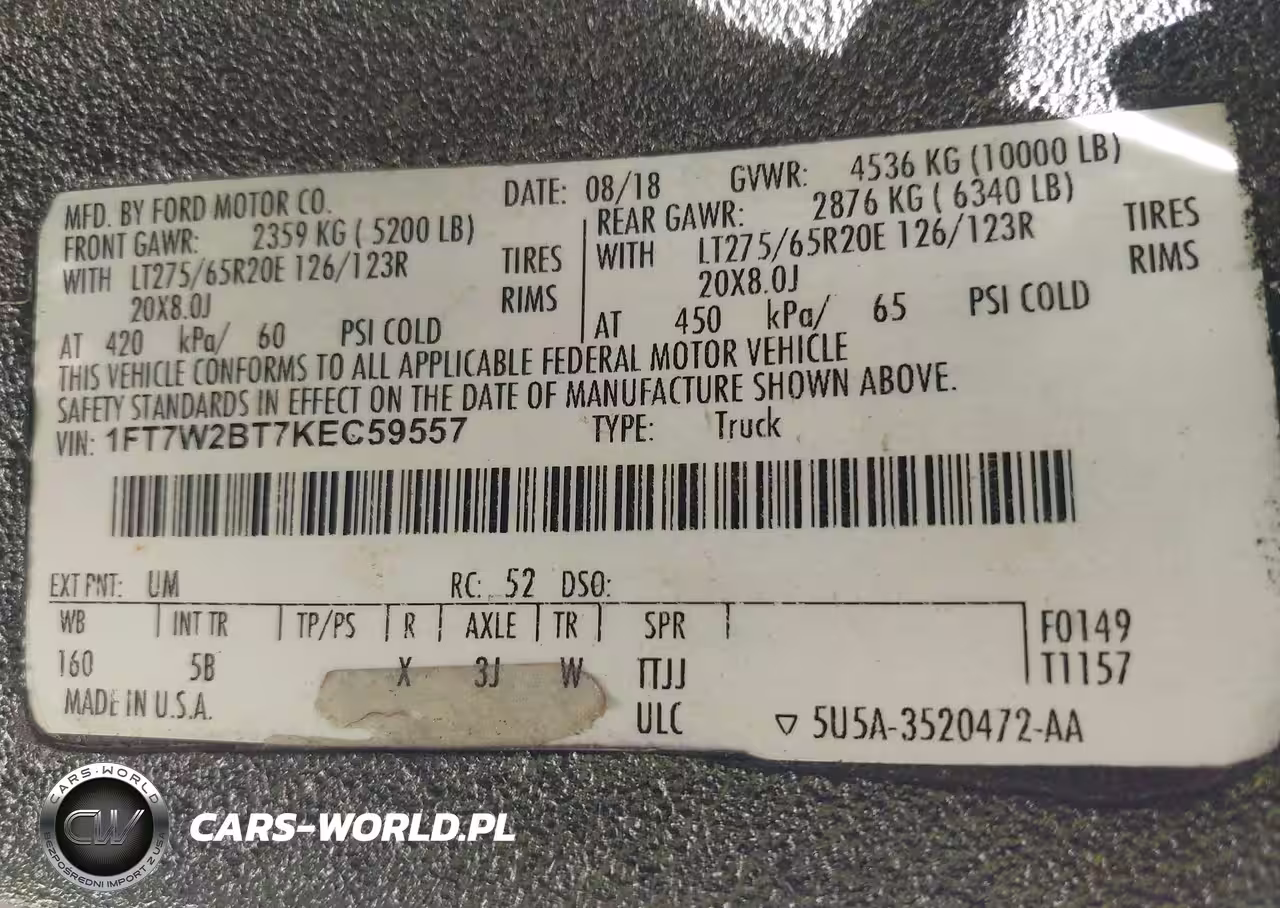 MFD. BY FORD MOTOR CO. DATE: 08/18 GVWR: 4536 KG (10000 LB)
FRONT GAWR: 2359 KG ( 5200 LB) REAR GAWR: 2876 KG ( 6340 LB)
WITH LT275/65R20E 126/123R TIRES WITH LT275/65R20E 126/123R TIRES
20X8.0J RIMS 20X8.0J RIMS
AT 420 kPa/ 60 PSI COLD AT 450 kPa/ 65 PSI COLD
THIS VEHICLE CONFORMS TO ALL APPLICABLE FEDERAL MOTOR VEHICLE
SAFETY STANDARDS IN EFFECT ON THE DATE OF MANUFACTURE SHOWN ABOVE.
VIN: 1FT7W2BT7KEC59557 TYPE: Truck
EXT PNT: UM RC: 52 DSO:
WB INT TR TP/PS R AXLE TR SPR F0149
160 5B X 3J W TTJJ T1157
MADE IN U.S.A. ULC ▽ 5U5A-3520472-AA
CARS-WORLD
CW
BEZPOŚREDNI IMPORT Z USA
CARS-WORLD.PL